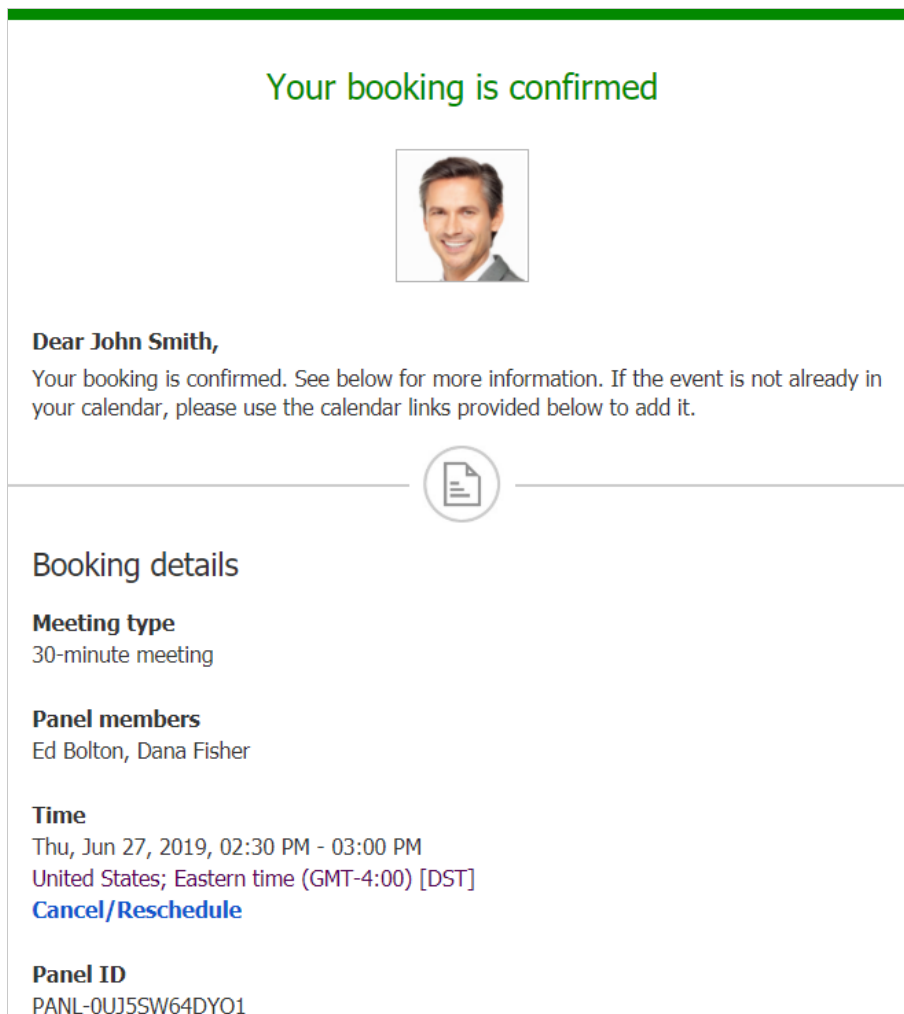 Your booking is confirmed
Dear John Smith,
Your booking is confirmed. See below for more information. If the event is not already in
your calendar, please use the calendar links provided below to add it.
Booking details
Meeting type
30-minute meeting
Panel members
Ed Bolton, Dana Fisher
Time
Thu, Jun 27, 2019, 02:30 PM - 03:00 PM
United States; Eastern time (GMT-4:00) [DST]
Cancel/Reschedule
Panel ID
PANL-0UJ5SW64DYO1